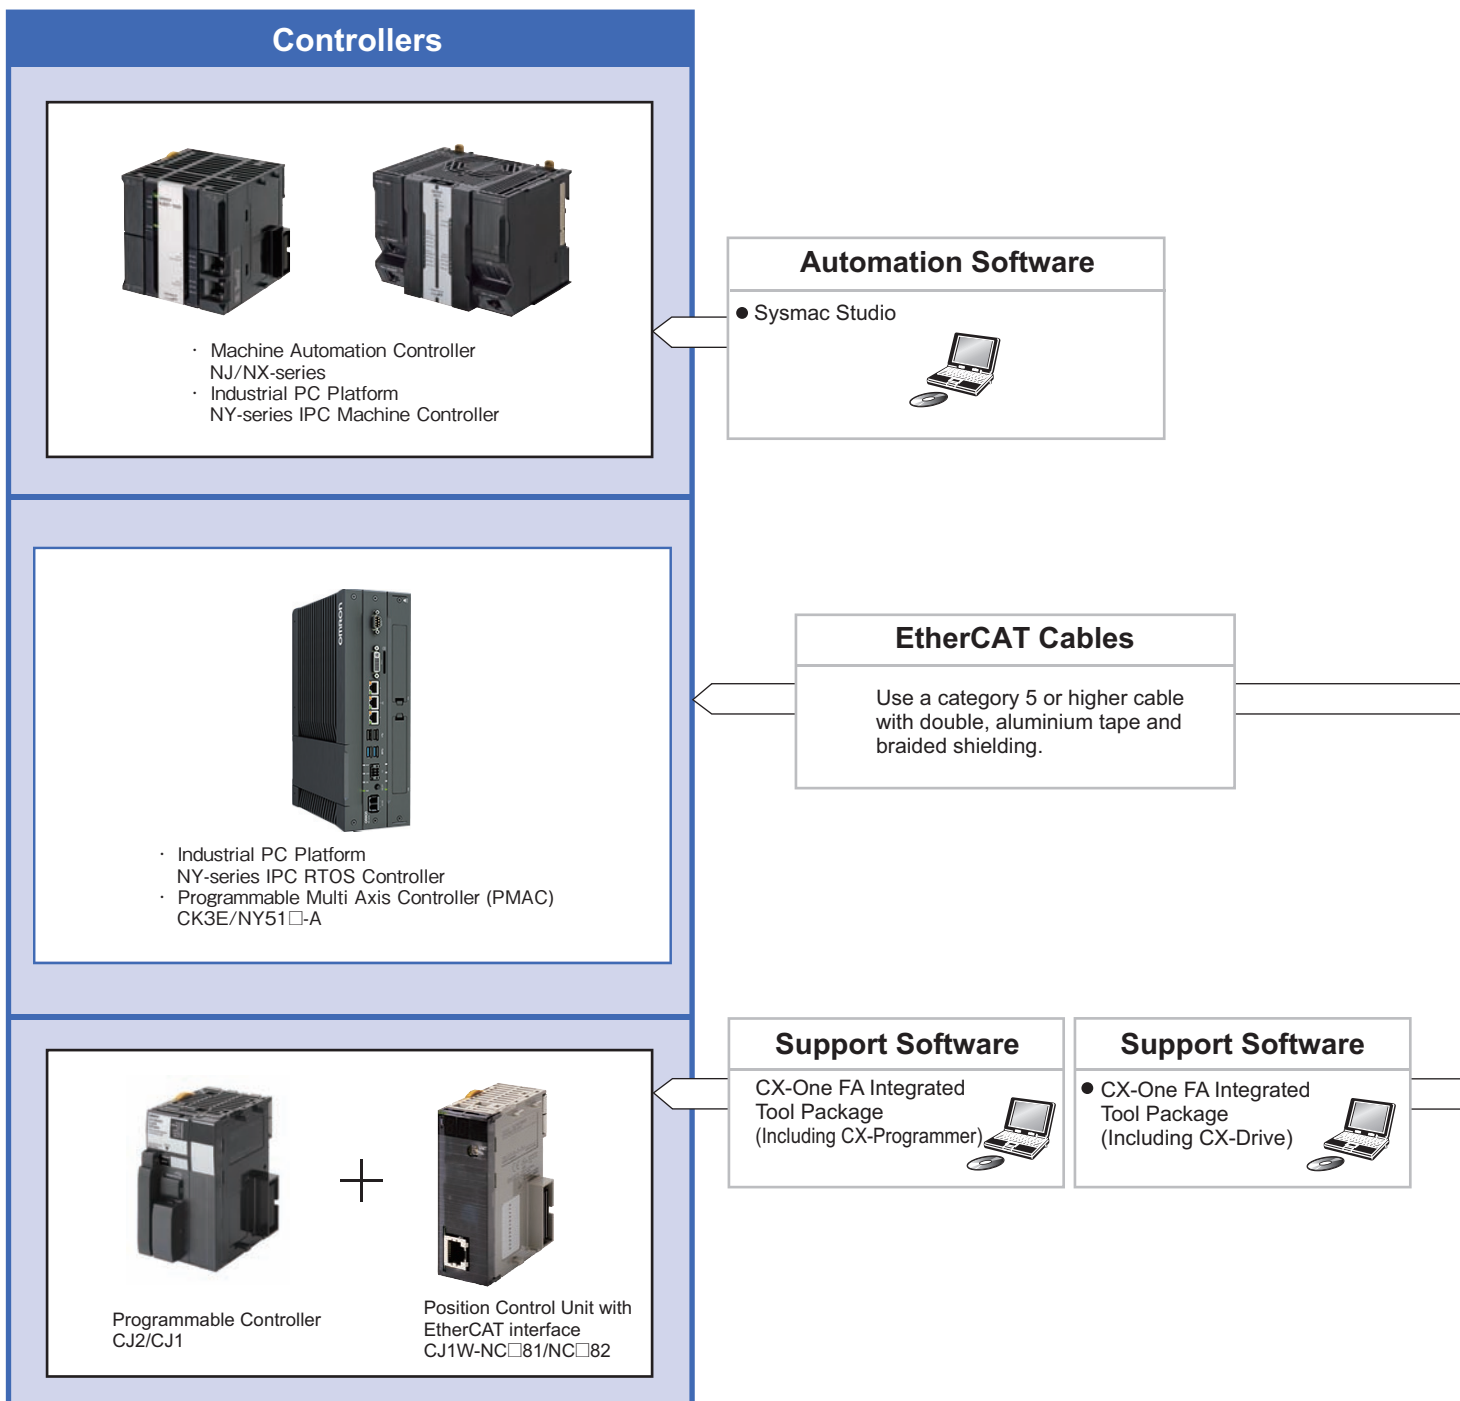 Controllers
· Machine Automation Controller
NJ/NX-series
· Industrial PC Platform
NY-series IPC Machine Controller
Automation Software
● Sysmac Studio
omron
· Industrial PC Platform
NY-series IPC RTOS Controller
· Programmable Multi Axis Controller (PMAC)
CK3E/NY51□-A
EtherCAT Cables
Use a category 5 or higher cable
with double, aluminium tape and
braided shielding.
Support Software
CX-One FA Integrated
Tool Package
(Including CX-Programmer)
Support Software
● CX-One FA Integrated
Tool Package
(Including CX-Drive)
Programmable Controller
CJ2/CJ1
+
Position Control Unit with
EtherCAT interface
CJ1W-NC□81/NC□82